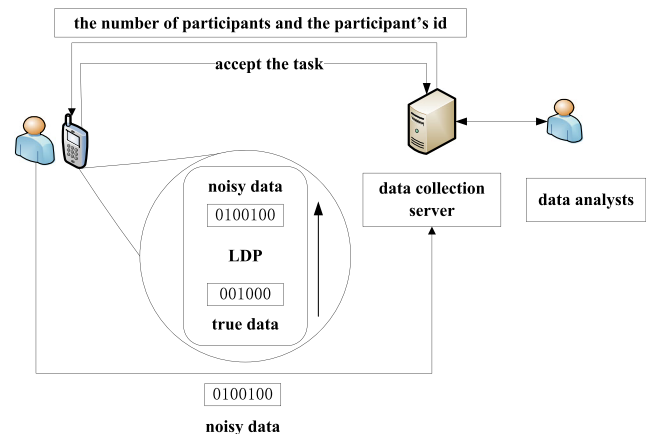 the number of participants and the participant's id
accept the task
noisy data
0100100
LDP
001000
true data
data collection
server
data analysts
0100100
noisy data